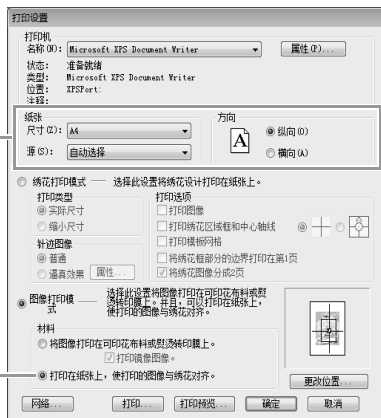 打印设置
打印机
名称(N): Microsoft XPS Document Writer 属性(P)...
状态: 准备就绪
类型: Microsoft XPS Document Writer
位置: XPSPort:
注释:
纸张
尺寸(Z): A4
源(S): 自动选择
方向
A
纵向(O)
横向(A)
绣花打印模式 — 选择此设置将绣花设计打印在纸张上。
打印类型
实际尺寸
缩小尺寸
针迹图像
普通
逼真效果 属性...
打印选项
打印图像
打印绣花区域框和中心轴线
打印模板网格
将绣花框部分的边界打印在第1页
将绣花图像分成2页
图像打印模式 — 选择此设置将图像打印在可印花布料或熨烫转印膜上。并且,可以打印在纸张上,使打印的图像与绣花对齐。
材料
将图像打印在可印花布料或熨烫转印膜上。
打印镜像图像。
打印在纸张上,使打印的图像与绣花对齐。
更改位置...
网络... 打印... 打印预览... 确定 取消